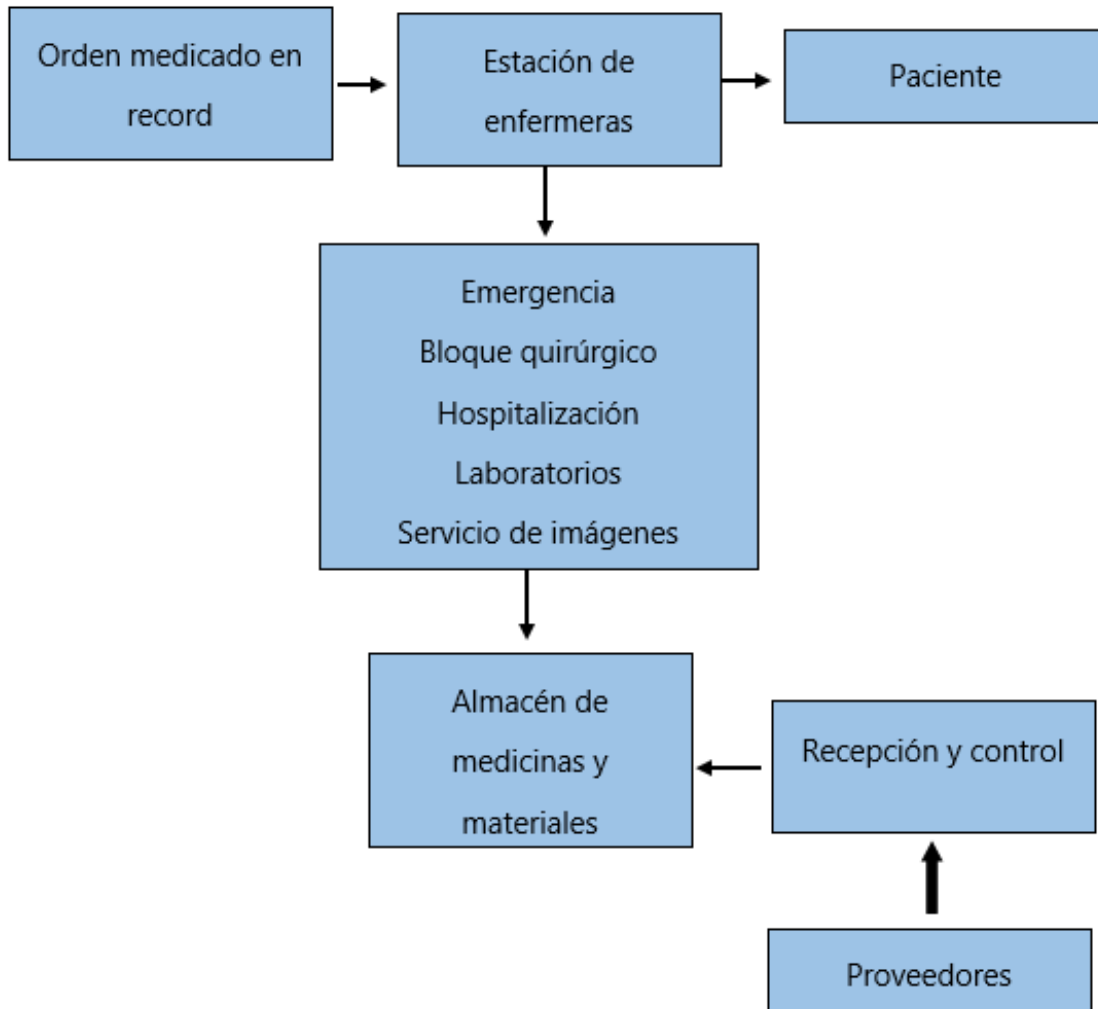 Orden medicado en
record
Estación de
enfermeras
Paciente
Emergencia
Bloque quirúrgico
Hospitalización
Laboratorios
Servicio de imágenes
Almacén de
medicinas y
materiales
Recepción y control
Proveedores